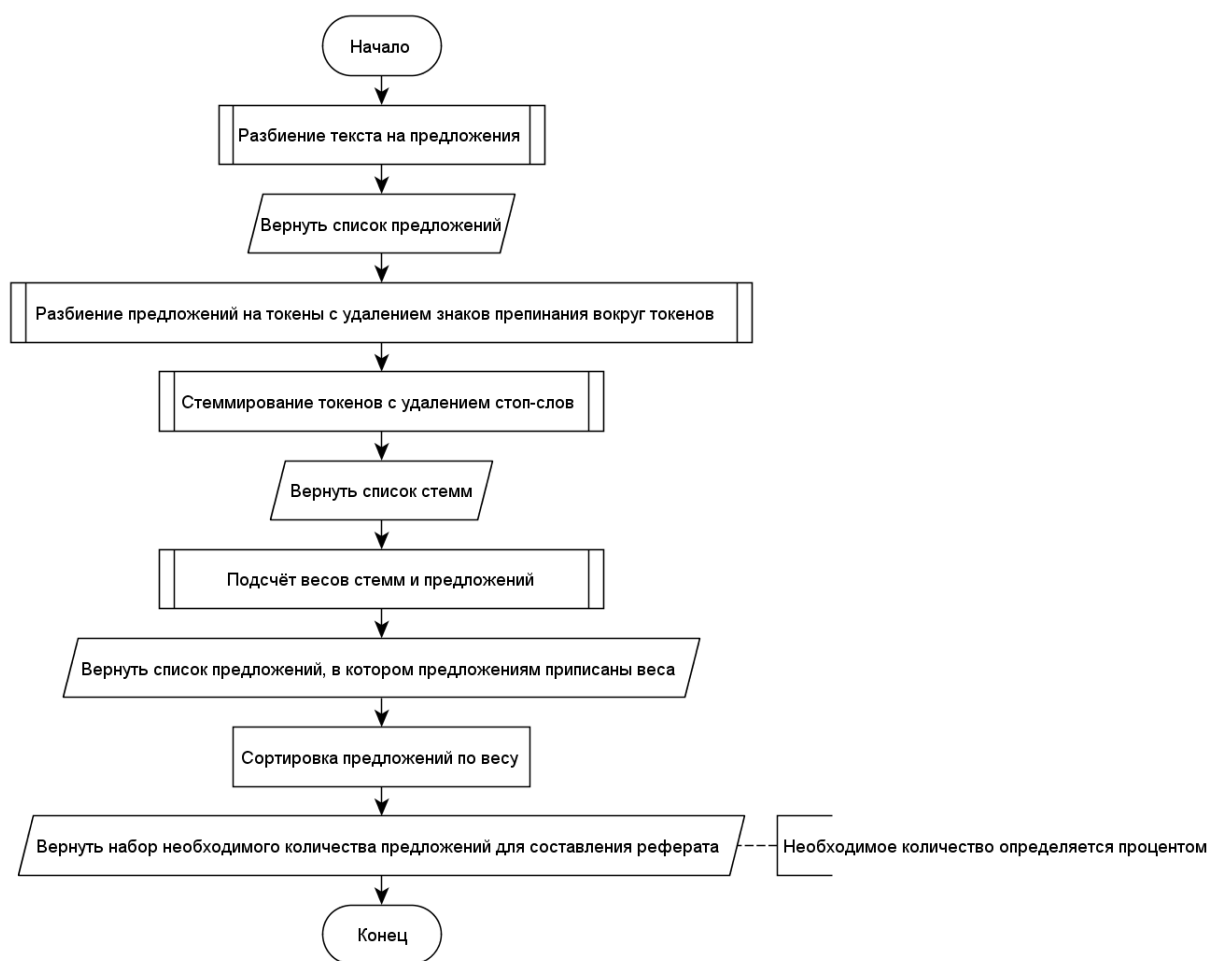 Начало
Разбиение текста на предложения
Вернуть список предложений
Разбиение предложений на токены с удалением знаков препинания вокруг токенов
Стеммирование токенов с удалением стоп-слов
Вернуть список стемм
Подсчёт весов стемм и предложений
Вернуть список предложений, в котором предложениям приписаны веса
Сортировка предложений по весу
Вернуть набор необходимого количества предложений для составления реферата
Необходимое количество определяется процентом
Конец